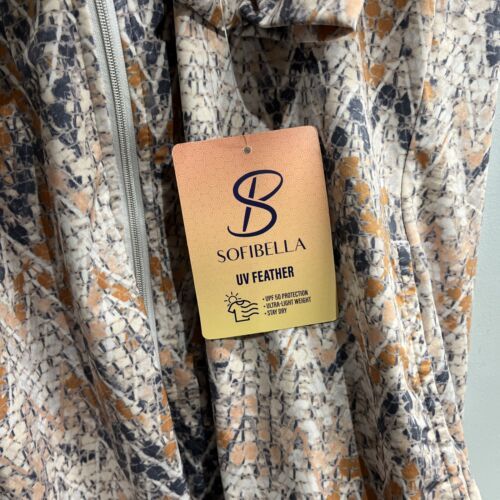 SB
SOFIBELLA
UV FEATHER
• UPF 50 PROTECTION
• ULTRA-LIGHT WEIGHT
• STAY DRY